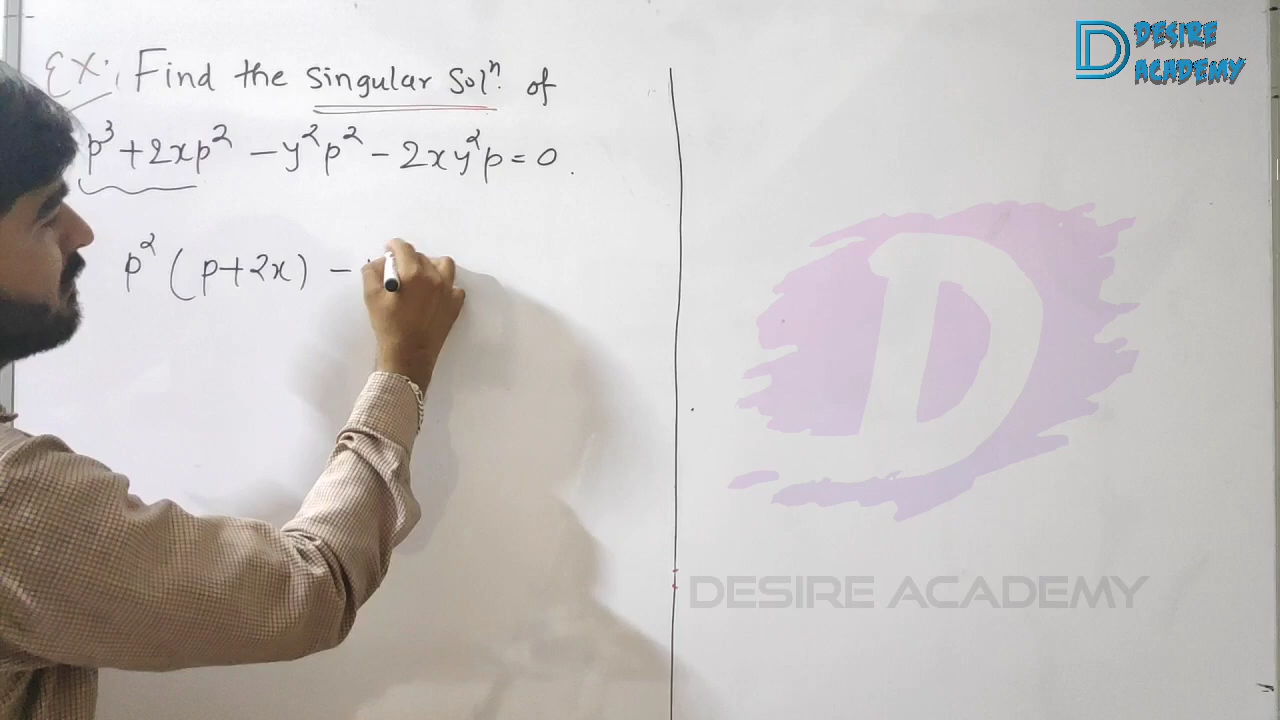 EX:, Find the singular solⁿ. of
p³ + 2xp² - y²p² - 2xy²p = 0.
p² (p+2x) -
DESIRE
ACADEMY
D
DESIRE ACADEMY